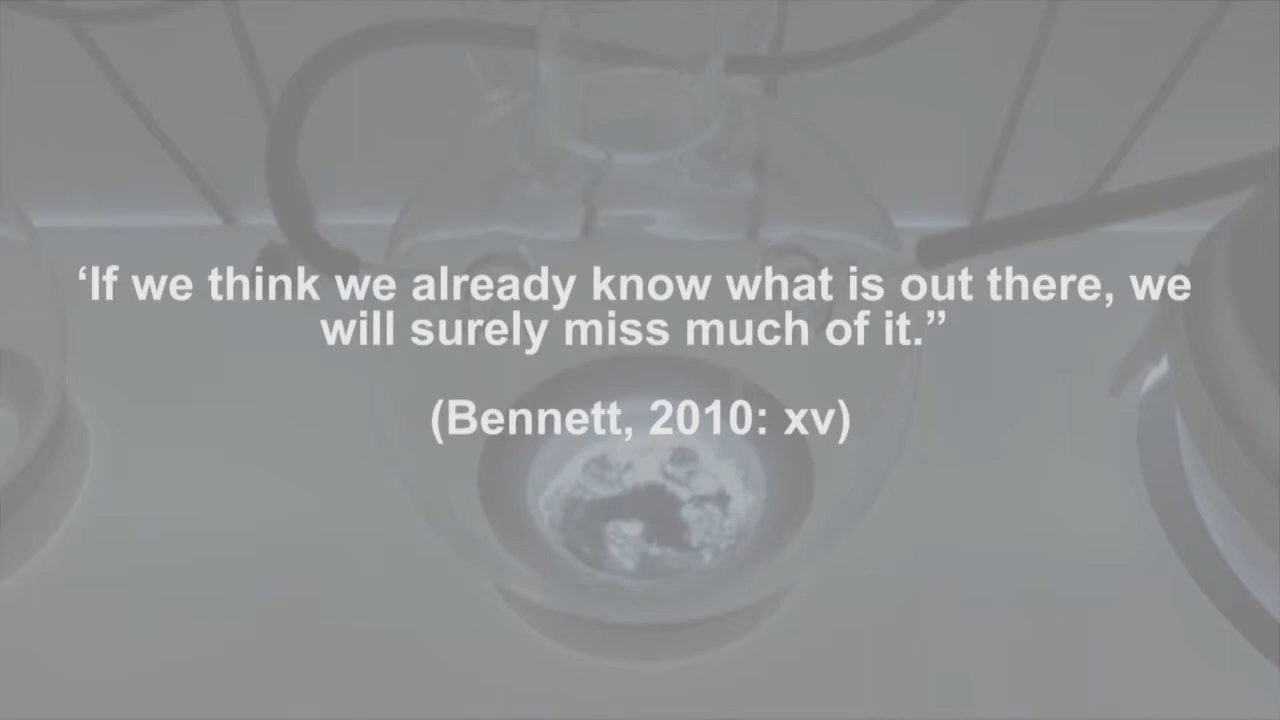 ‘If we think we already know what is out there, we
will surely miss much of it.”
(Bennett, 2010: xv)